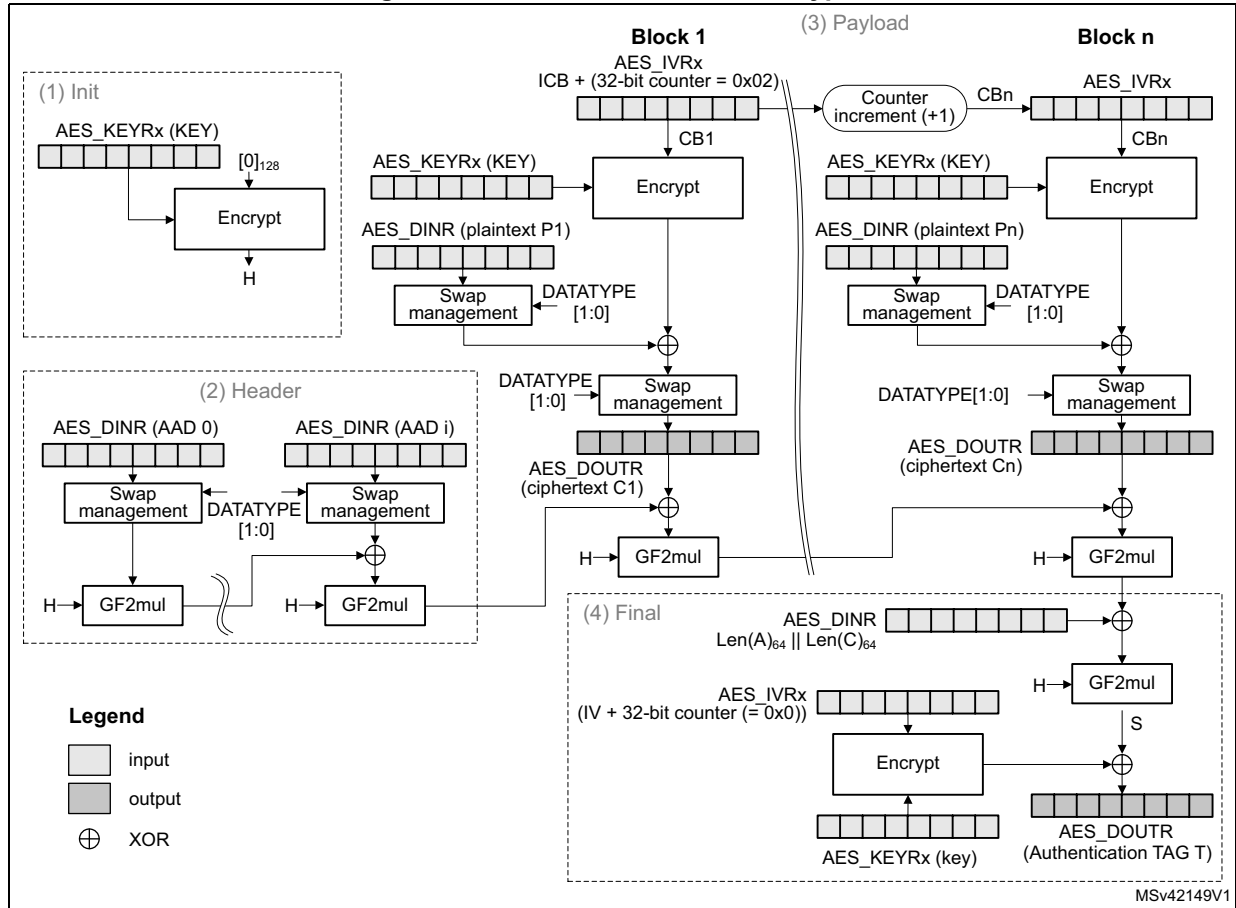 (3) Payload
Block 1
Block n
AES_IVRx
ICB + (32-bit counter = 0x02)
Counter
increment (+1)
CBn
AES_IVRx
CB1
CBn
(1) Init
AES_KEYRx (KEY)
[0]128
Encrypt
H
AES_KEYRx (KEY)
Encrypt
AES_KEYRx (KEY)
Encrypt
AES_DINR (plaintext P1)
Swap
management
DATATYPE
[1:0]
AES_DINR (plaintext Pn)
Swap
management
DATATYPE
[1:0]
DATATYPE
[1:0]
Swap
management
DATATYPE[1:0]
Swap
management
AES_DOUTR
(ciphertext C1)
AES_DOUTR
(ciphertext Cn)
(2) Header
AES_DINR (AAD 0)
AES_DINR (AAD i)
Swap
management
DATATYPE
[1:0]
Swap
management
H
GF2mul
H
GF2mul
H
GF2mul
H
GF2mul
(4) Final
AES_DINR
Len(A)64 || Len(C)64
H
GF2mul
S
AES_IVRx
(IV + 32-bit counter (= 0x0))
Encrypt
AES_KEYRx (key)
AES_DOUTR
(Authentication TAG T)
Legend
input
output
XOR
MSv42149V1